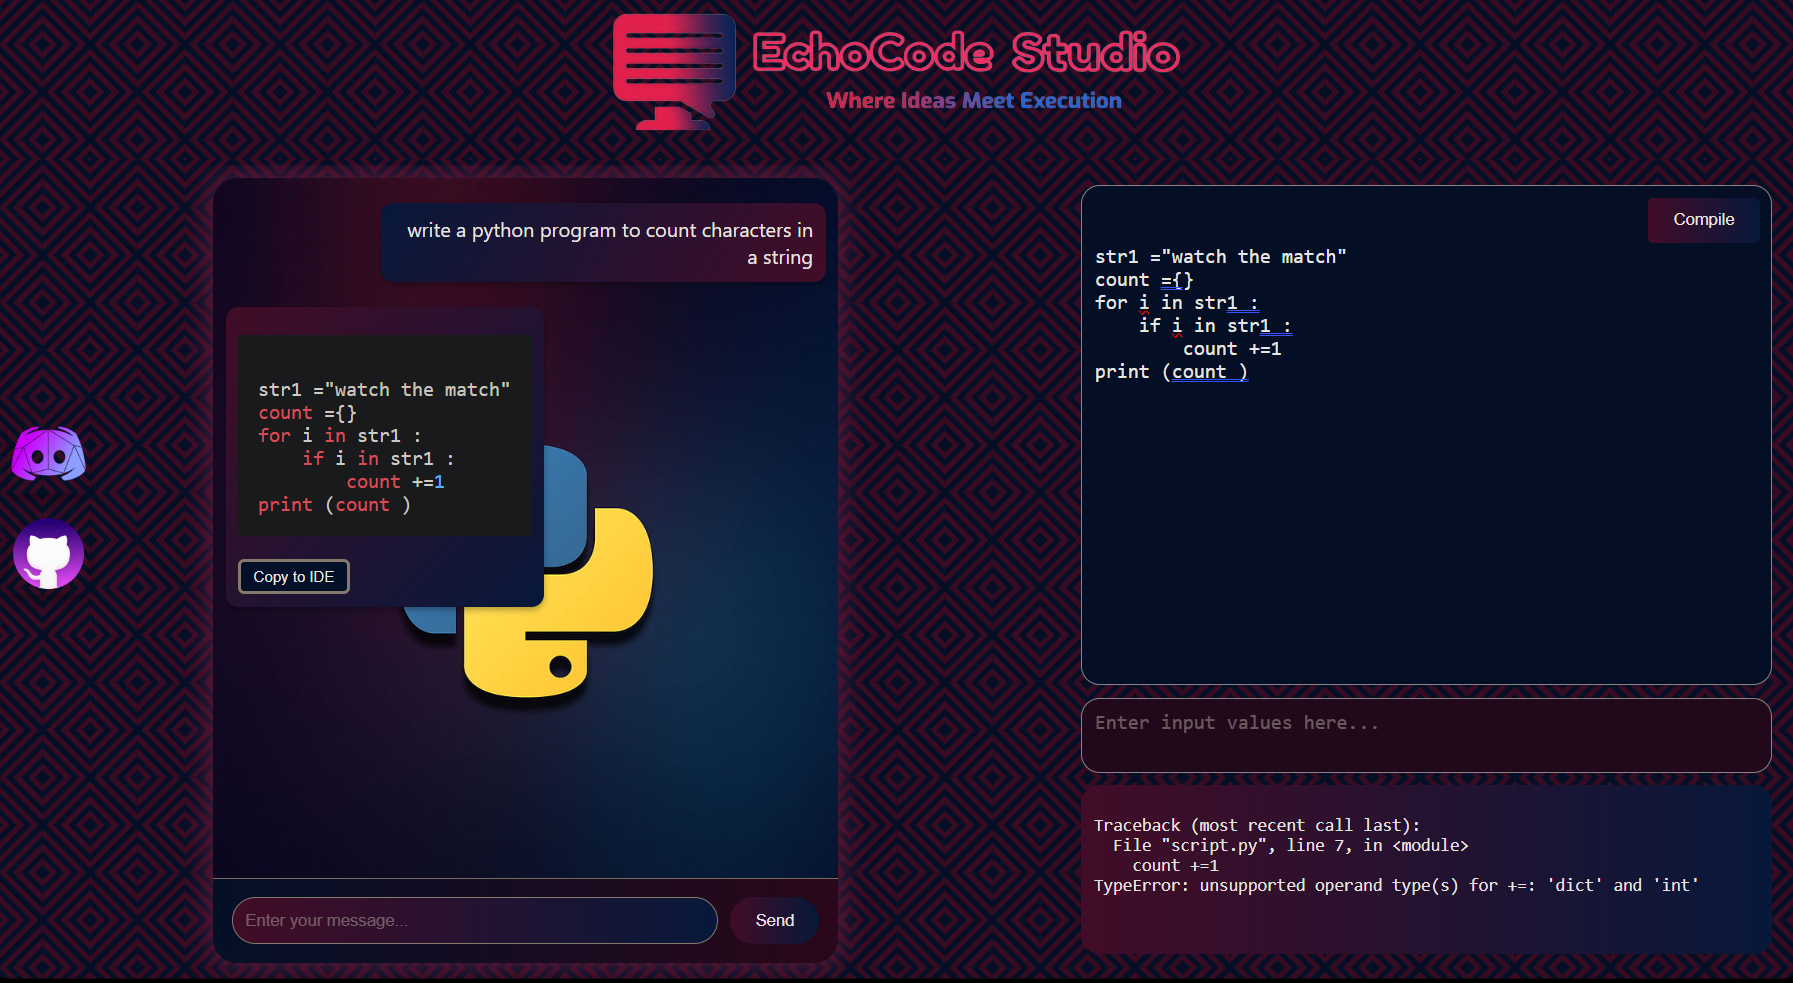 EchoCode Studio
Where Ideas Meet Execution
write a python program to count characters in
a string
str1 ="watch the match"
count ={}
for i in str1 :
    if i in str1 :
        count +=1
print (count )
Copy to IDE
Enter your message...
Send
Compile
str1 ="watch the match"
count ={}
for i in str1 :
    if i in str1 :
        count +=1
print (count )
Enter input values here...
Traceback (most recent call last):
  File "script.py", line 7, in <module>
    count +=1
TypeError: unsupported operand type(s) for +=: 'dict' and 'int'